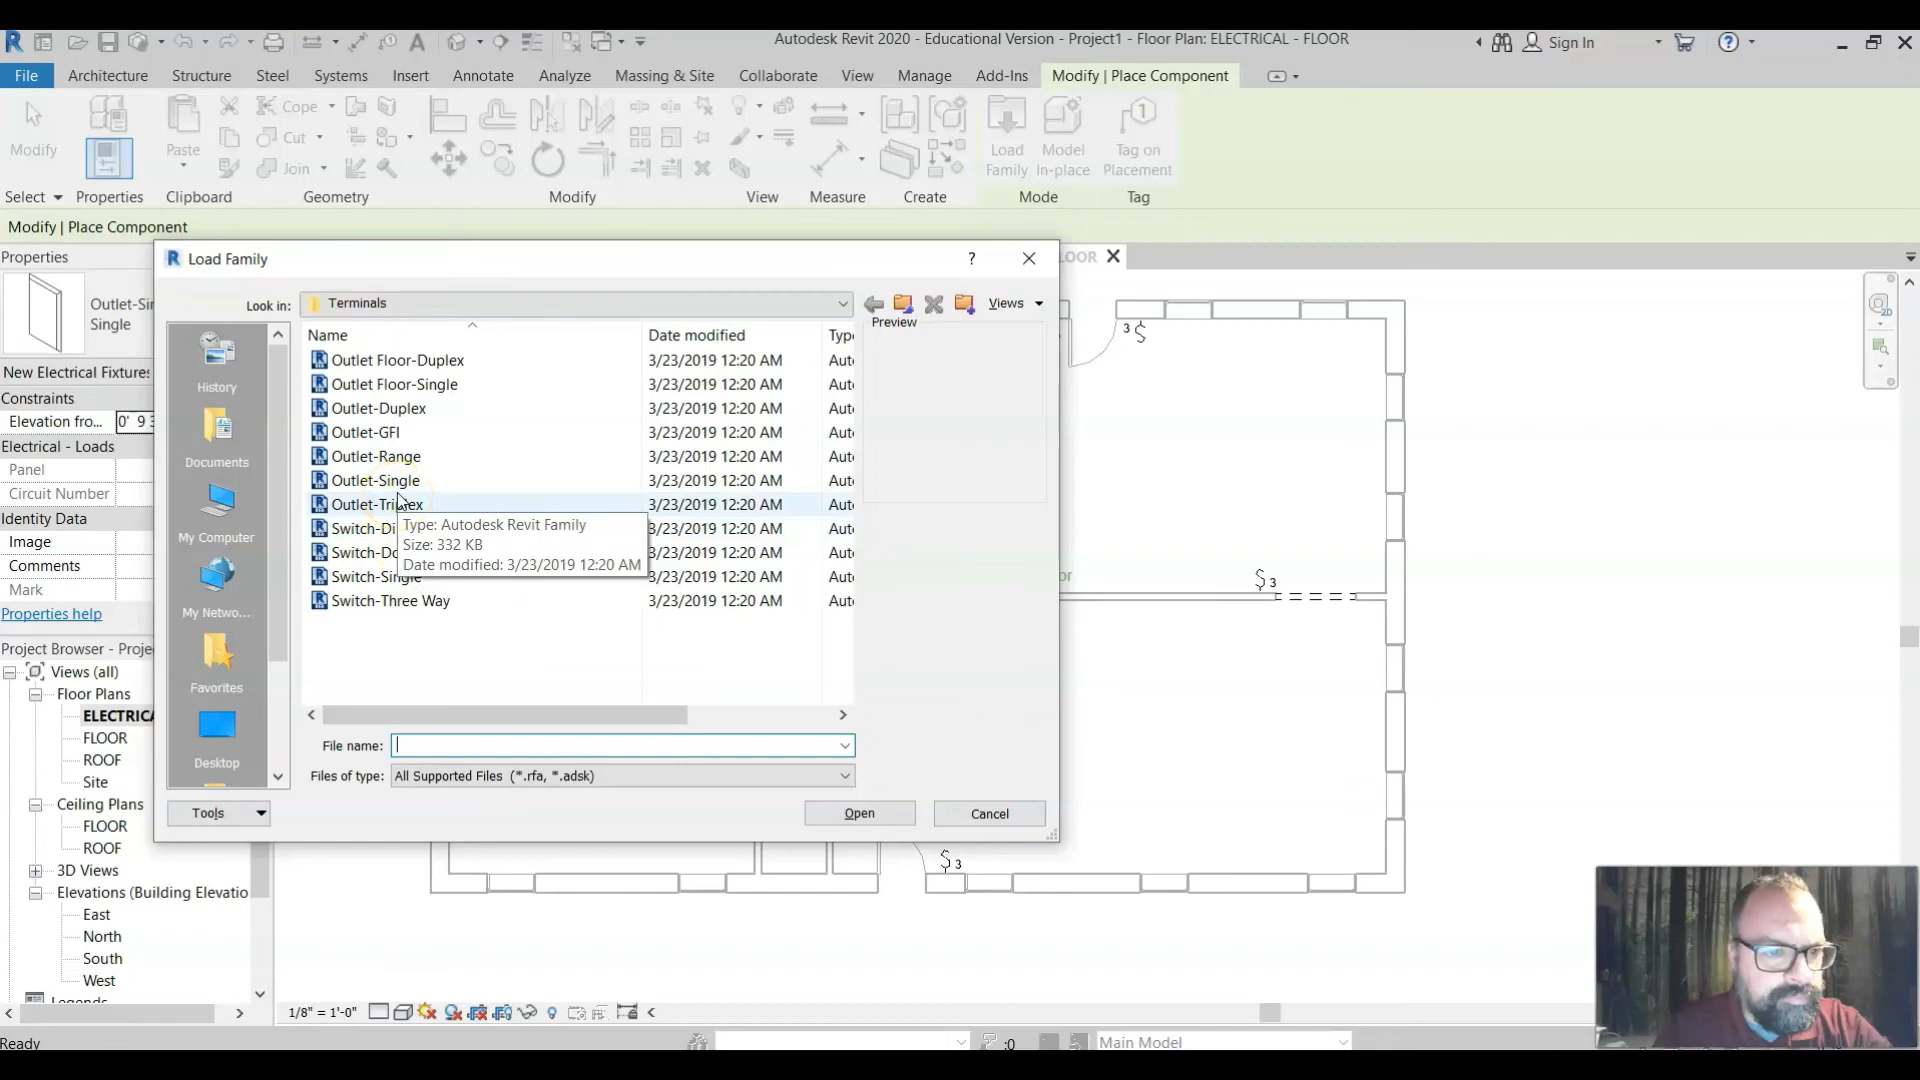 Autodesk Revit 2020 - Educational Version - Project1 - Floor Plan: ELECTRICAL - FLOOR
Sign In
File Architecture Structure Steel Systems Insert Annotate Analyze Massing & Site Collaborate View Manage Add-Ins Modify | Place Component
Modify
Paste
Cope
Cut
Join
Load Family
Model In-place
Tag on Placement
Select Properties Clipboard Geometry Modify View Measure Create Mode Tag
Modify | Place Component
Properties
Single
New Electrical Fixtures
Constraints
Elevation fro... 0' 9
Electrical - Loads
Panel
Circuit Number
Identity Data
Image
Comments
Mark
Properties help
Project Browser -
Views (all)
Floor Plans
FLOOR
ROOF
Site
Ceiling Plans
FLOOR
ROOF
3D Views
Elevations (Building Elevatio
East
North
South
West
Load Family
Look in: Terminals
Views
Preview
Name Date modified
Outlet Floor-Duplex 3/23/2019 12:20 AM
Outlet Floor-Single 3/23/2019 12:20 AM
Outlet-Duplex 3/23/2019 12:20 AM
Outlet-GFI 3/23/2019 12:20 AM
Outlet-Range 3/23/2019 12:20 AM
Outlet-Single 3/23/2019 12:20 AM
3/23/2019 12:20 AM
3/23/2019 12:20 AM
3/23/2019 12:20 AM
Switch-Single 3/23/2019 12:20 AM
Switch-Three Way 3/23/2019 12:20 AM
Type: Autodesk Revit Family
Size: 332 KB
Date modified: 3/23/2019 12:20 AM
History
Documents
My Computer
My Netwo...
Favorites
Desktop
File name:
Files of type: All Supported Files (*.rfa, *.adsk)
Tools
Open
Cancel
3 $
$ 3
$ 3
1/8" = 1'-0"
Ready
:0
Main Model